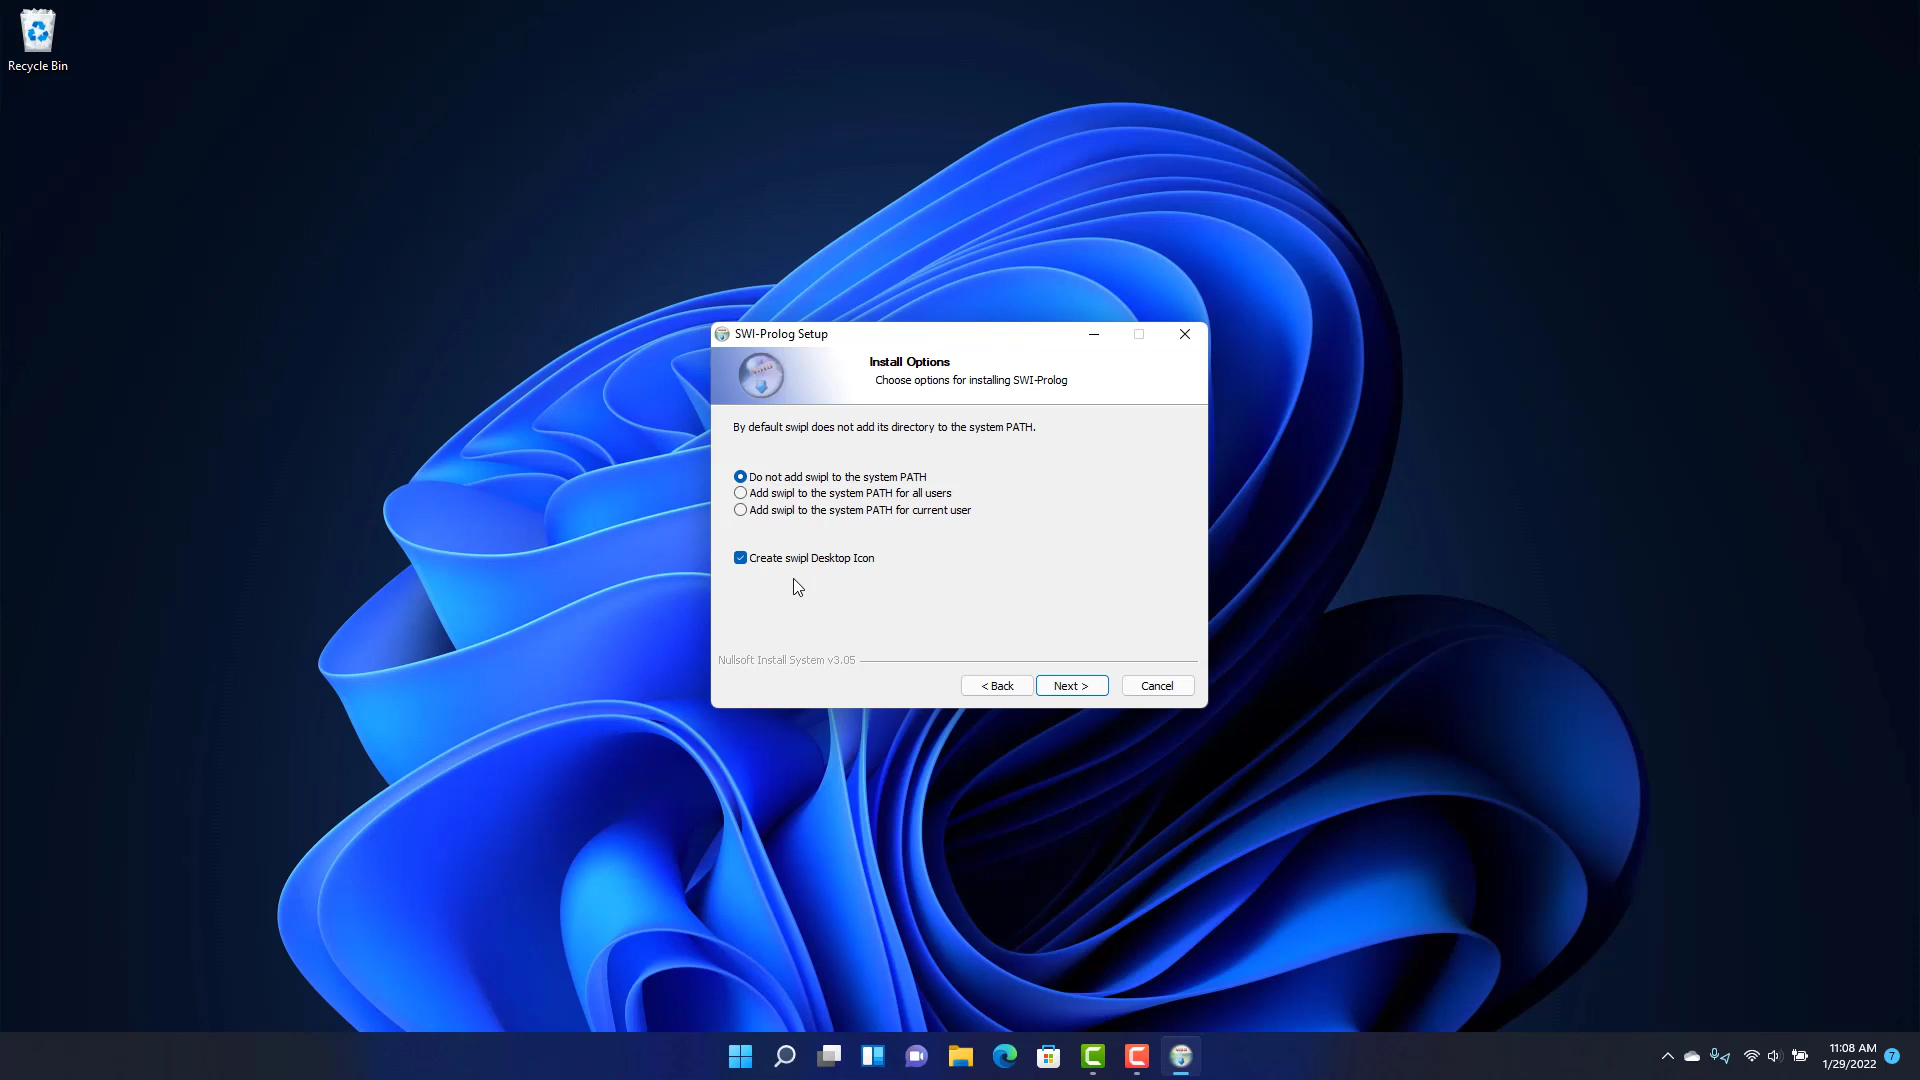 Recycle Bin
SWI-Prolog Setup
Install Options
Choose options for installing SWI-Prolog
By default swipl does not add its directory to the system PATH.
Do not add swipl to the system PATH
Add swipl to the system PATH for all users
Add swipl to the system PATH for current user
Create swipl Desktop Icon
Nullsoft Install System v3.05
< Back
Next >
Cancel
11:08 AM
1/29/2022
7